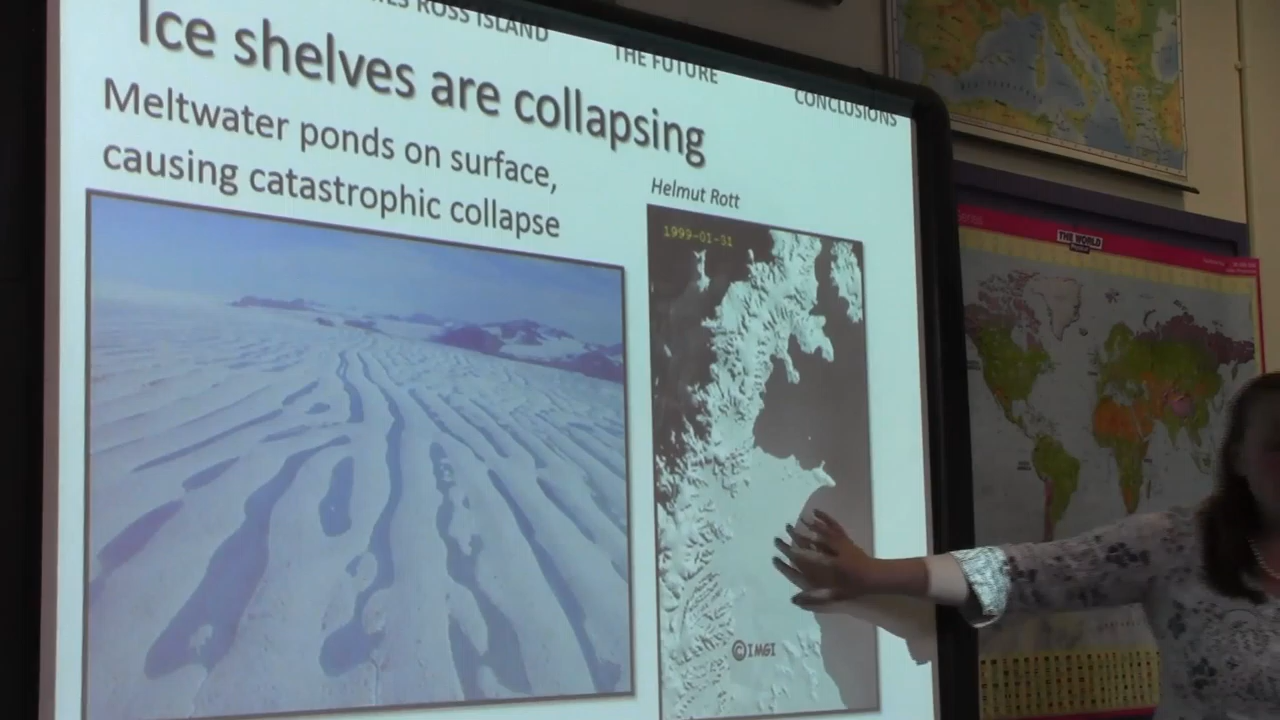 ROSS ISLAND
THE FUTURE
CONCLUSIONS
Ice shelves are collapsing
Meltwater ponds on surface,
causing catastrophic collapse
Helmut Rott
1999-01-31
©IMGI
THE WORLD